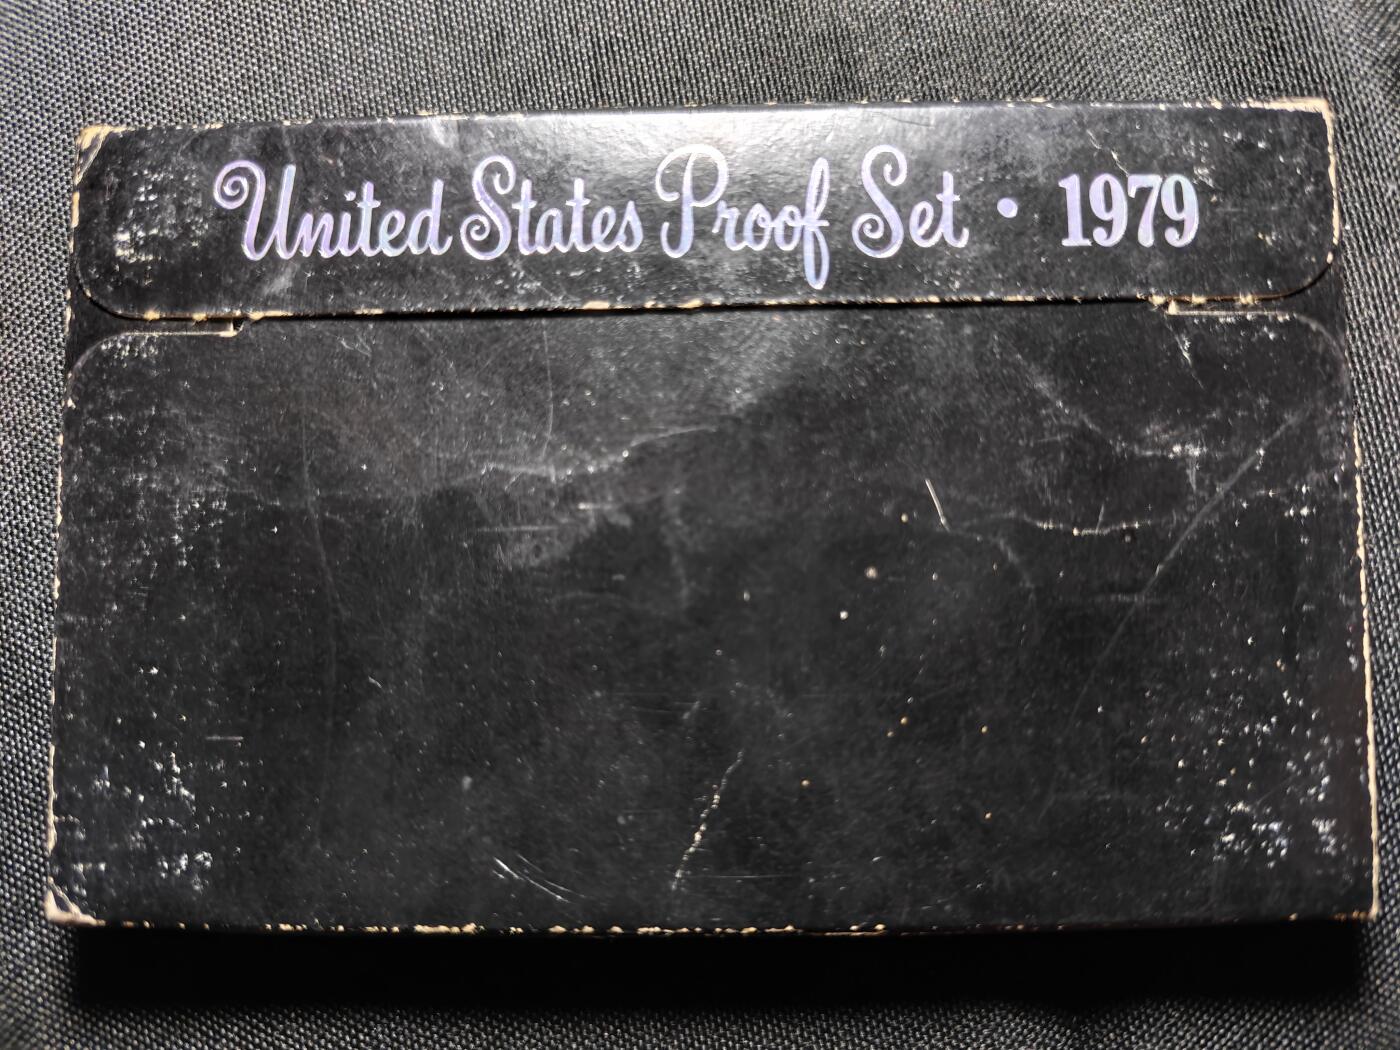 United States Proof Set • 1979